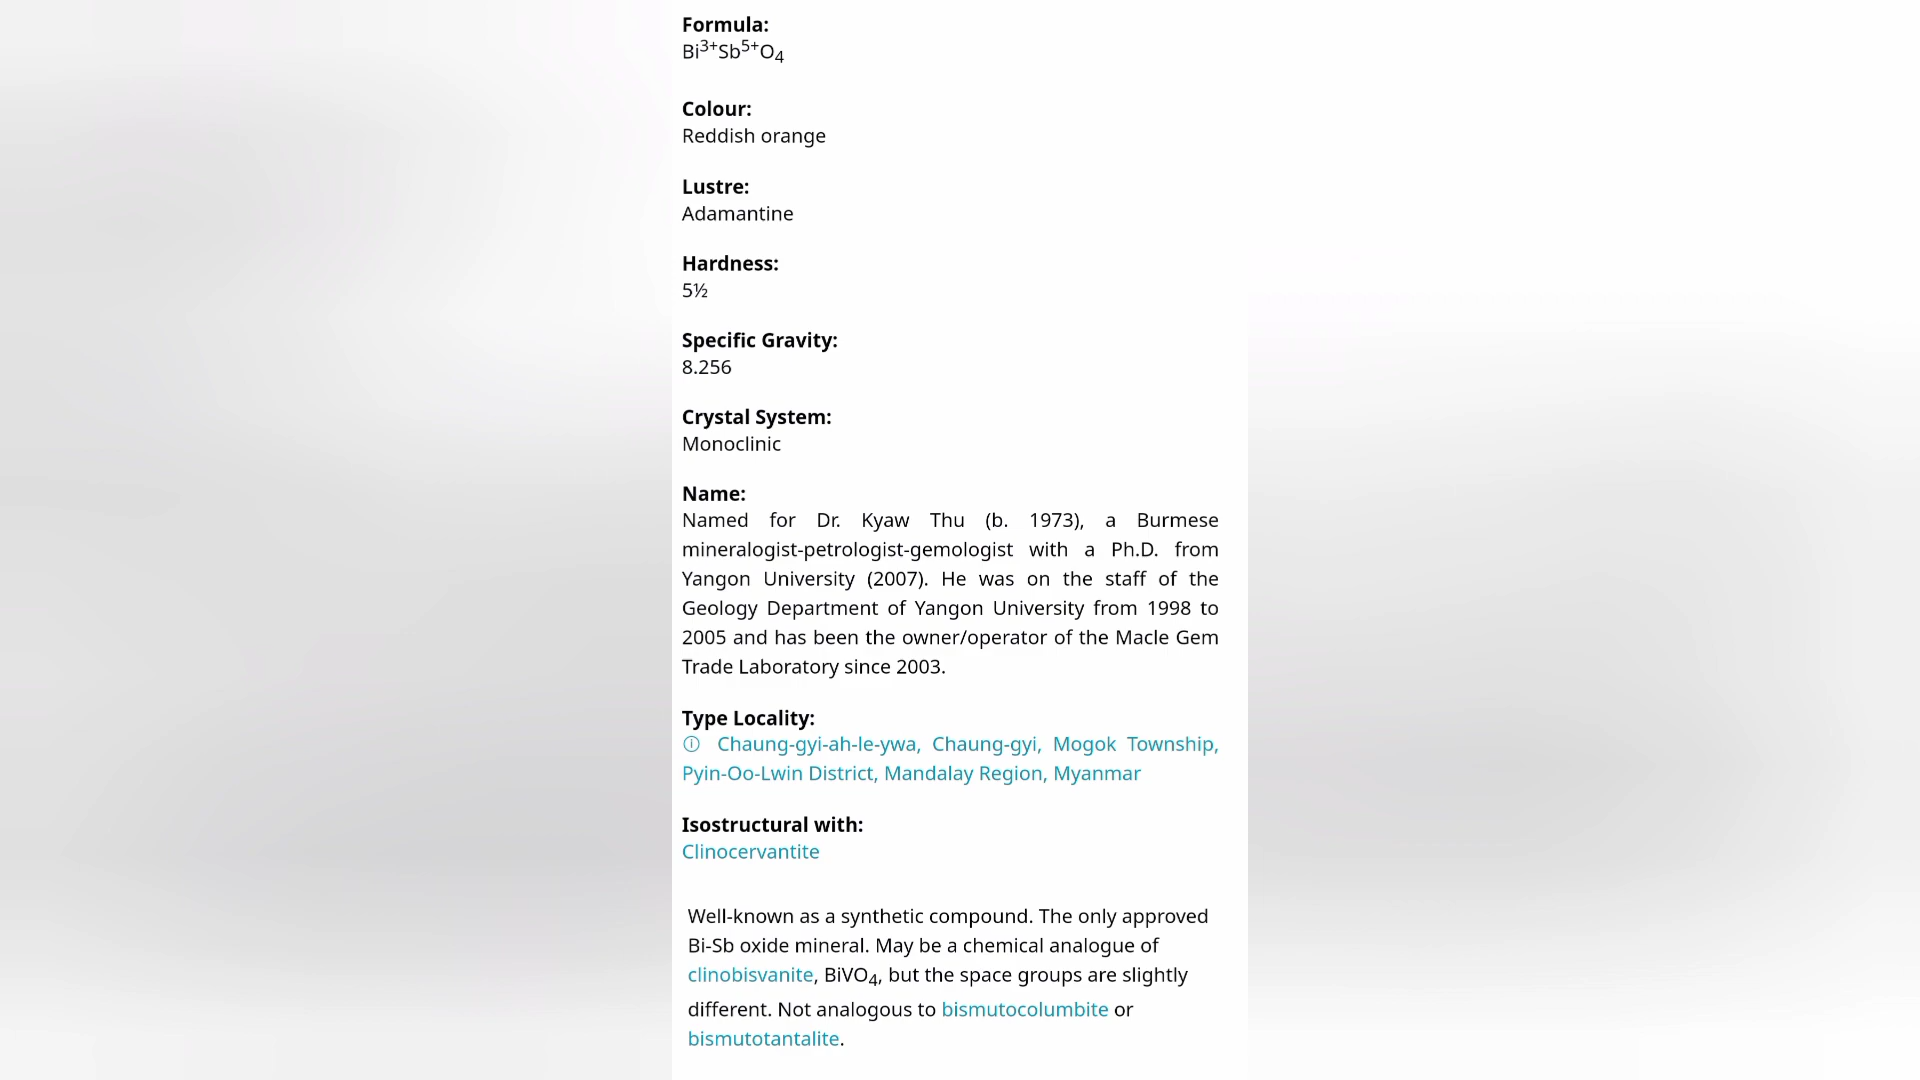 Formula:
Bi³⁺Sb⁵⁺O₄
Colour:
Reddish orange
Lustre:
Adamantine
Hardness:
5½
Specific Gravity:
8.256
Crystal System:
Monoclinic
Name:
Named for Dr. Kyaw Thu (b. 1973), a Burmese
mineralogist-petrologist-gemologist with a Ph.D. from
Yangon University (2007). He was on the staff of the
Geology Department of Yangon University from 1998 to
2005 and has been the owner/operator of the Macle Gem
Trade Laboratory since 2003.
Type Locality:
ⓘ Chaung-gyi-ah-le-ywa, Chaung-gyi, Mogok Township,
Pyin-Oo-Lwin District, Mandalay Region, Myanmar
Isostructural with:
Clinocervantite
Well-known as a synthetic compound. The only approved
Bi-Sb oxide mineral. May be a chemical analogue of
clinobisvanite, BiVO₄, but the space groups are slightly
different. Not analogous to bismutocolumbite or
bismutotantalite.